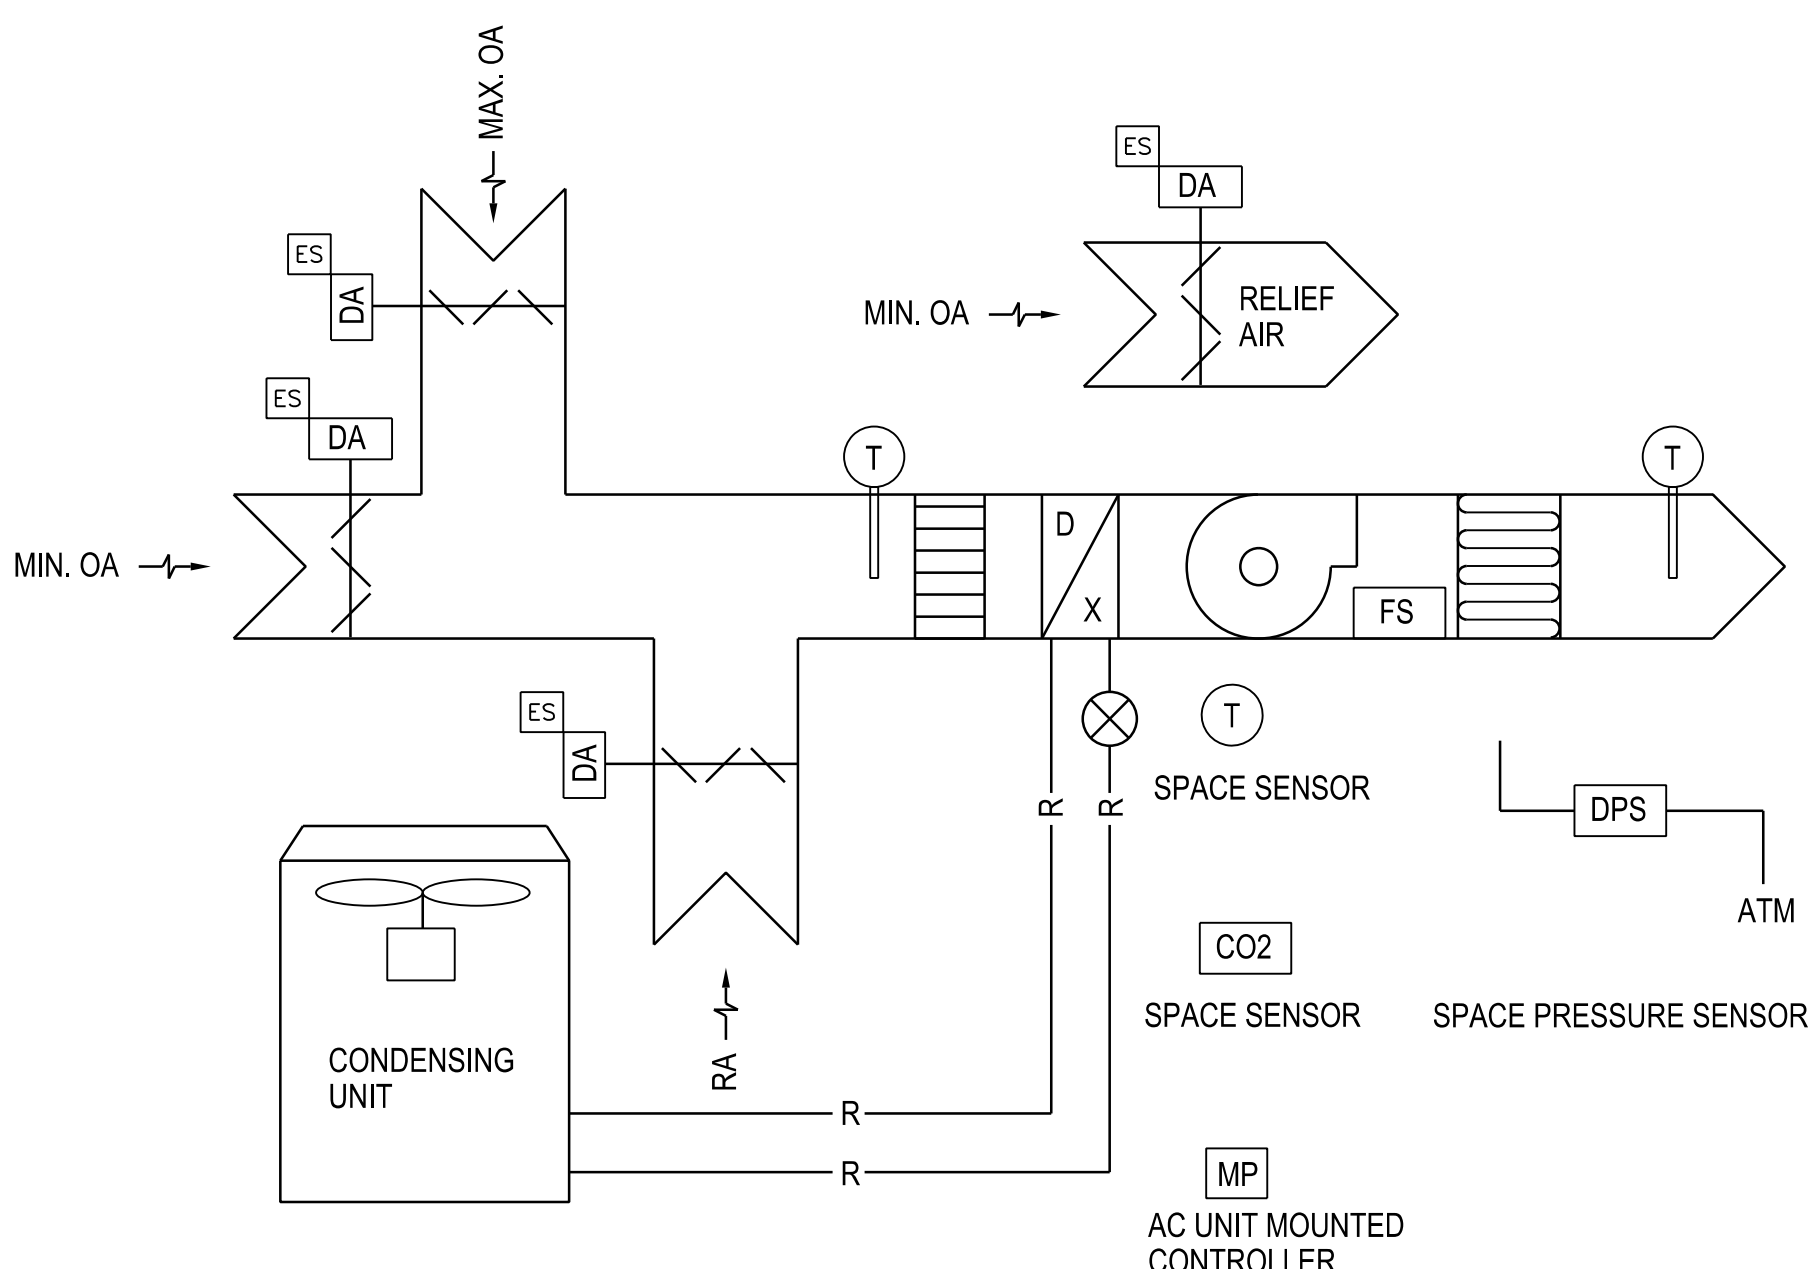 MAX. OA
ES
DA
ES
DA
MIN. OA
ES
DA
MIN. OA
RELIEF
AIR
T
T
D
X
FS
ES
DA
T
SPACE SENSOR
R
R
DPS
ATM
CO2
SPACE SENSOR
SPACE PRESSURE SENSOR
CONDENSING
UNIT
RA
R
R
MP
AC UNIT MOUNTED
CONTROLLER